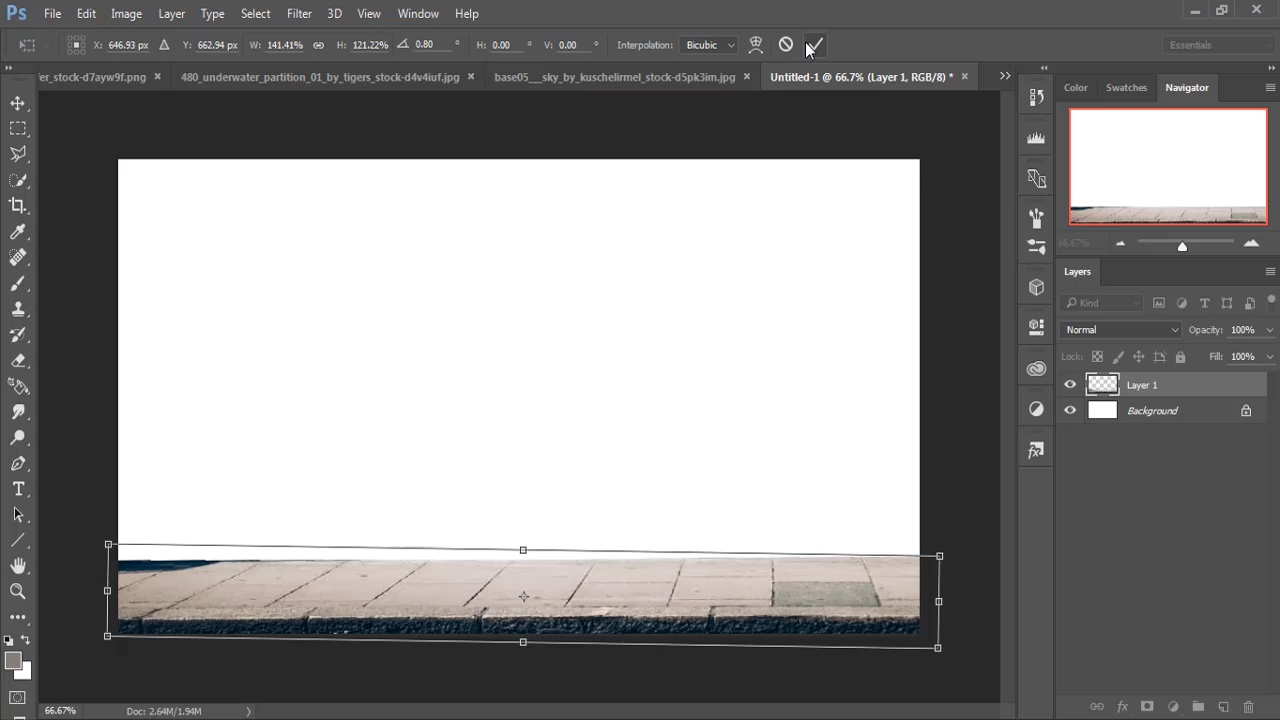 Ps File Edit Image Layer Type Select Filter 3D View Window Help
X: 646.93 px Y: 662.94 px W: 141.41% H: 121.22% 0.80 ° H: 0.00 ° V: 0.00 ° Interpolation: Bicubic Essentials
fer_stock-d7ayw9f.png × 480_underwater_partition_01_by_tigers_stock-d4v4iuf.jpg × base05___sky_by_kuschelirmel_stock-d5pk3im.jpg × Untitled-1 @ 66.7% (Layer 1, RGB/8) * ×
Color Swatches Navigator
66.67%
Layers
Kind
Normal Opacity: 100%
Lock: Fill: 100%
Layer 1
Background
66.67% Doc: 2.64M/1.94M